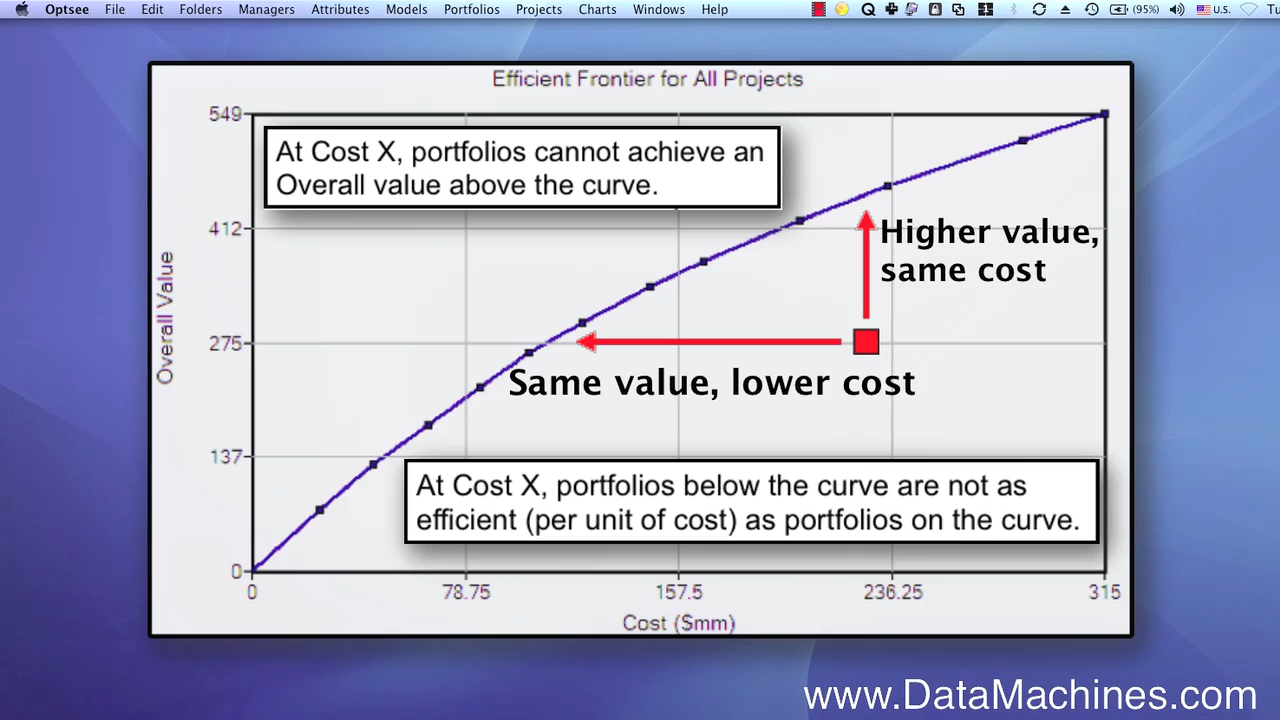 Optsee File Edit Folders Managers Attributes Models Portfolios Projects Charts Windows Help (95%) U.S. Tu
Efficient Frontier for All Projects
549
At Cost X, portfolios cannot achieve an
Overall value above the curve.
412
Higher value,
same cost
Overall Value
275
Same value, lower cost
137
At Cost X, portfolios below the curve are not as
efficient (per unit of cost) as portfolios on the curve.
0
0 78.75 157.5 236.25 315
Cost ($mm)
www.DataMachines.com